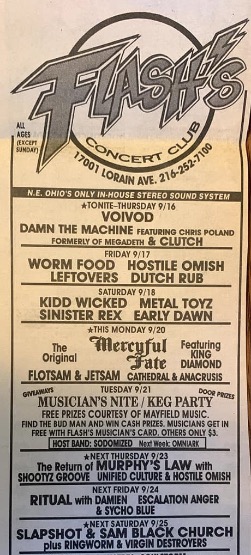 FLASH'S
CONCERT CLUB
17001 LORAIN AVE. 216-252-7100
ALL
AGES
(EXCEPT
SUNDAY)
N.E. OHIO'S ONLY IN-HOUSE STEREO SOUND SYSTEM
★TONITE-THURSDAY 9/16
VOIVOD
DAMN THE MACHINE FEATURING CHRIS POLAND
FORMERLY OF MEGADETH & CLUTCH
FRIDAY 9/17
WORM FOOD HOSTILE OMISH
LEFTOVERS DUTCH RUB
SATURDAY 9/18
KIDD WICKED METAL TOYZ
SINISTER REX EARLY DAWN
★THIS MONDAY 9/20
The Original Mercyful Fate Featuring KING DIAMOND
FLOTSAM & JETSAM CATHEDRAL & ANACRUSIS
GIVEAWAYS TUESDAY 9/21 DOOR PRIZES
MUSICIAN'S NITE / KEG PARTY
FREE PRIZES COURTESY OF MAYFIELD MUSIC.
FIND THE BUD MAN AND WIN CASH PRIZES. MUSICIANS GET IN
FREE WITH FLASH'S MUSICIAN'S CARD. OTHERS ONLY $3.
HOST BAND: SODOMIZED Next Week: OMNIARK
★NEXT THURSDAY 9/23
The Return of MURPHY'S LAW with
SHOOTYZ GROOVE UNIFIED CULTURE & HOSTILE OMISH
NEXT FRIDAY 9/24
RITUAL with DAMIEN ESCALATION ANGER
& SYCHO BLUE
★NEXT SATURDAY 9/25
SLAPSHOT & SAM BLACK CHURCH
plus RINGWORM & VIRGIN DESTROYERS